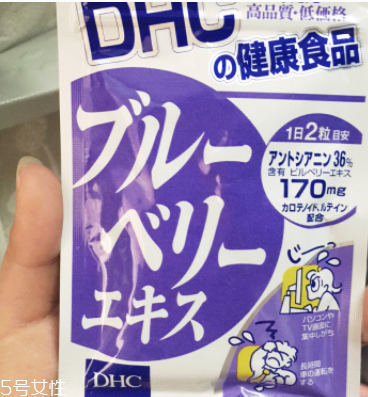 DHC
高品質・低価格
の健康食品
ブルー
ベリー
エキス
1日2粒目安
アントシアニン36%
含有 ビルベリーエキス
170mg
カロテノイド、ルテイン
配合
じーっ
パソコンや
TV画面に
集中しがち
長時間
車の運転を
する
DHC
5号女性